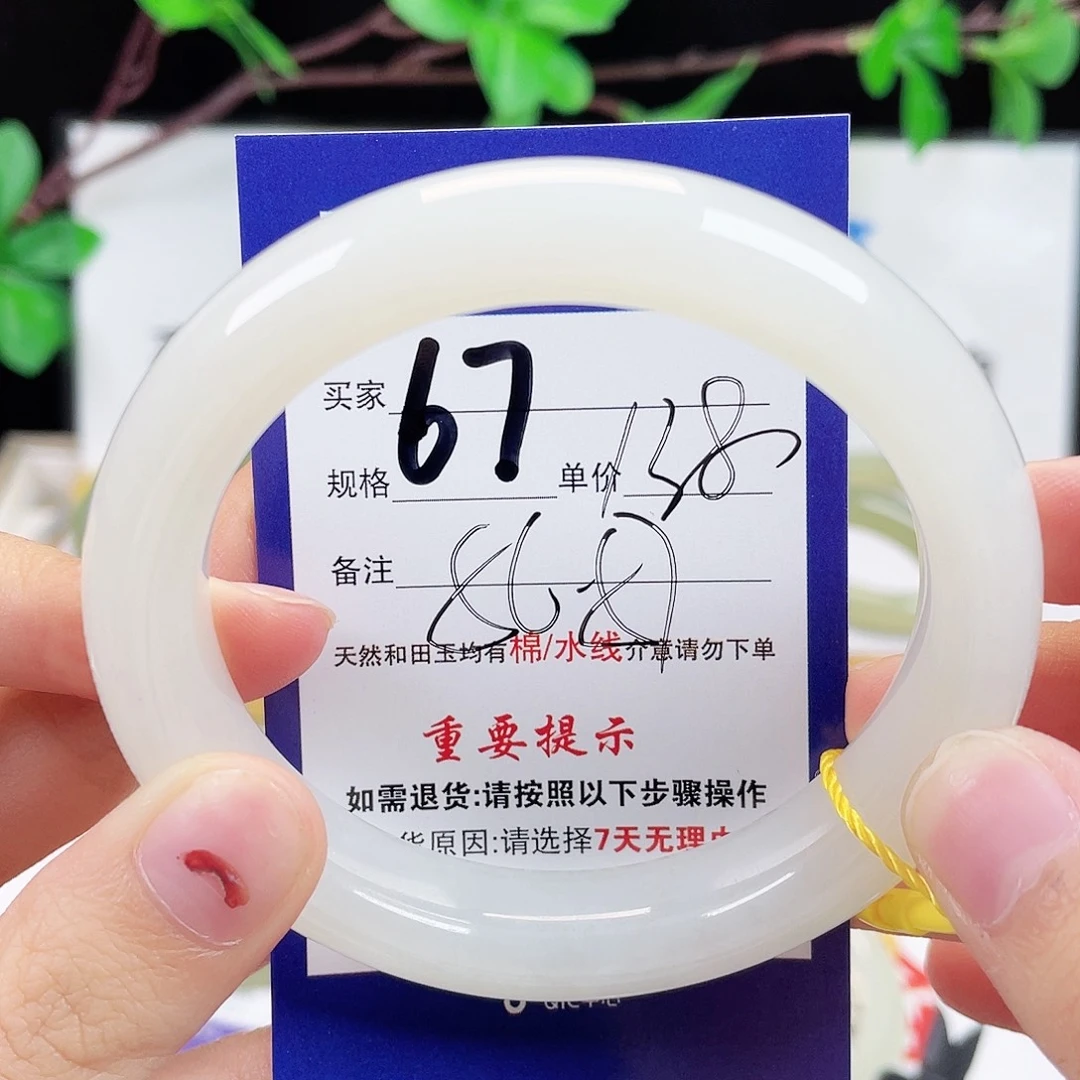 买家 67
规格 单价 138
备注
天然和田玉均有棉/水线介意请勿下单
重要提示
如需退货:请按照以下步骤操作
货原因:请选择7天无理由